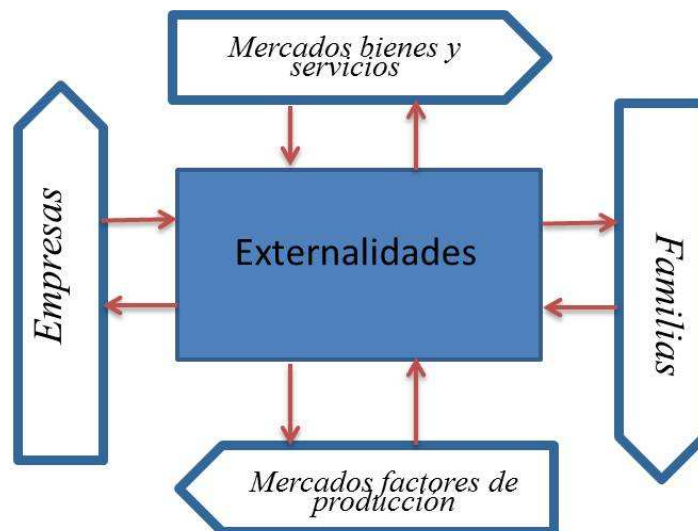 Mercados bienes y
servicios
Empresas
Externalidades
Familias
Mercados factores de
producción